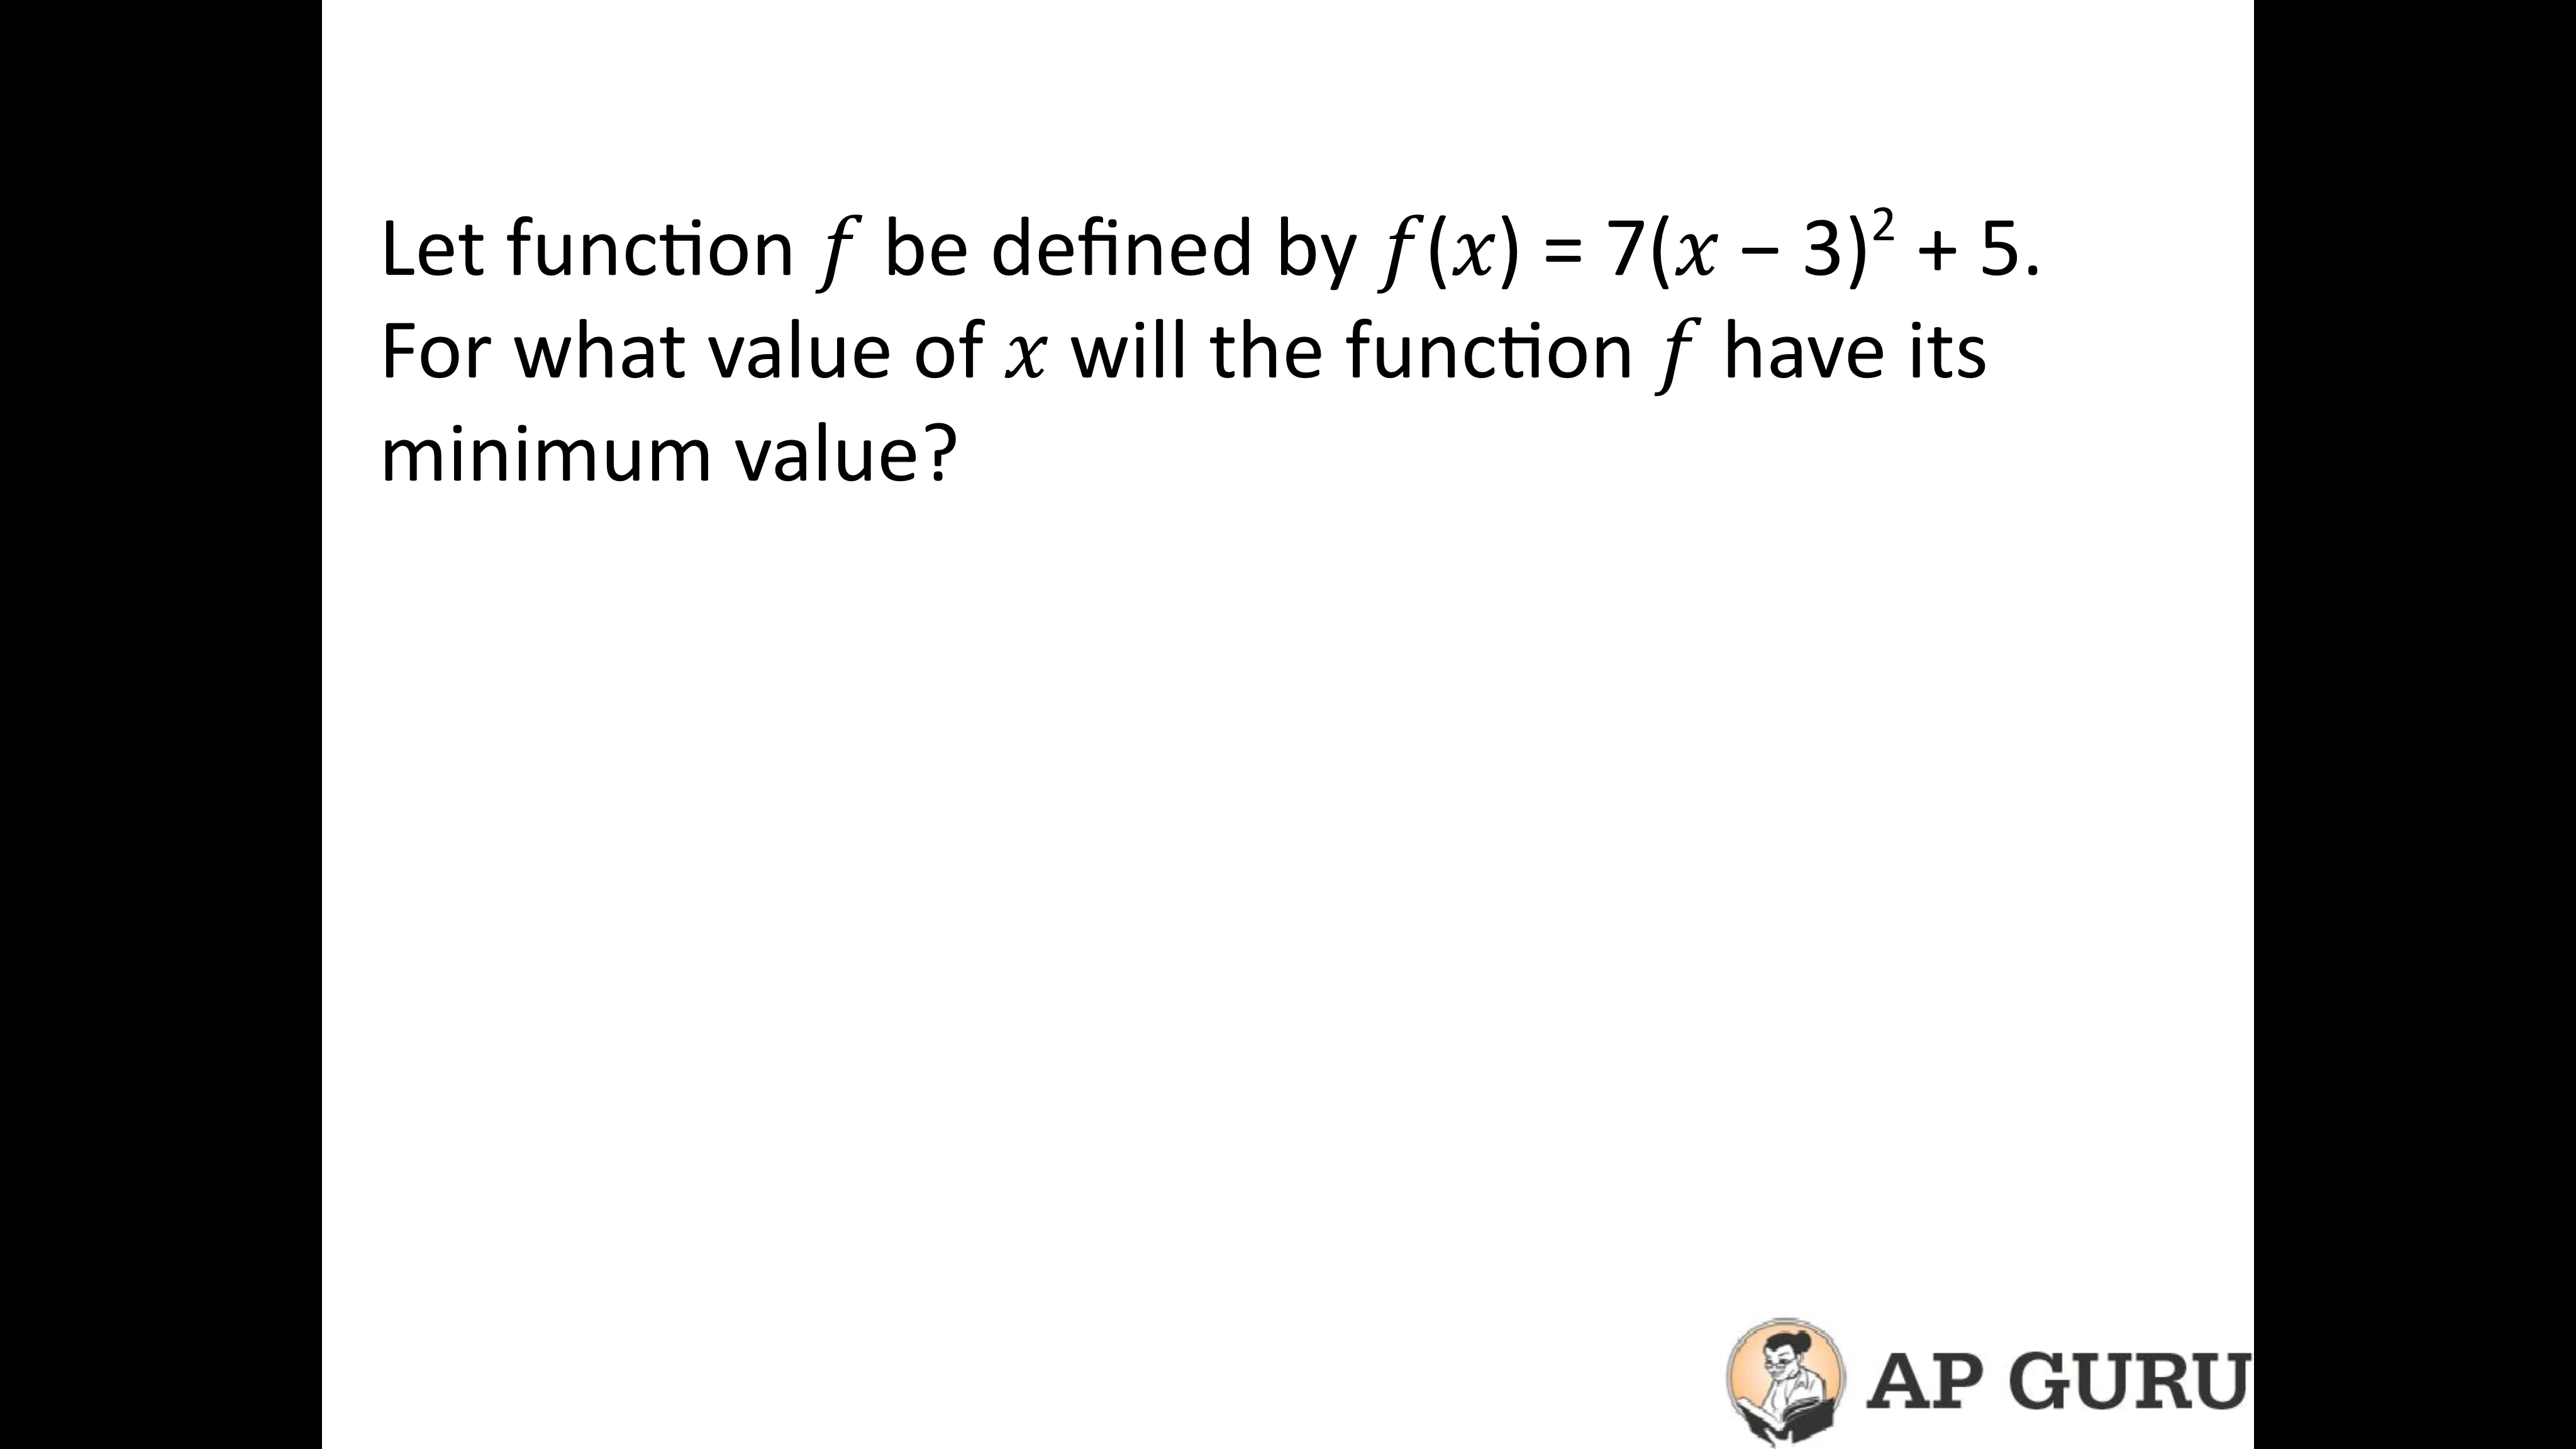 Let function f be defined by f(x) = 7(x − 3)² + 5.
For what value of x will the function f have its
minimum value?
AP GURU